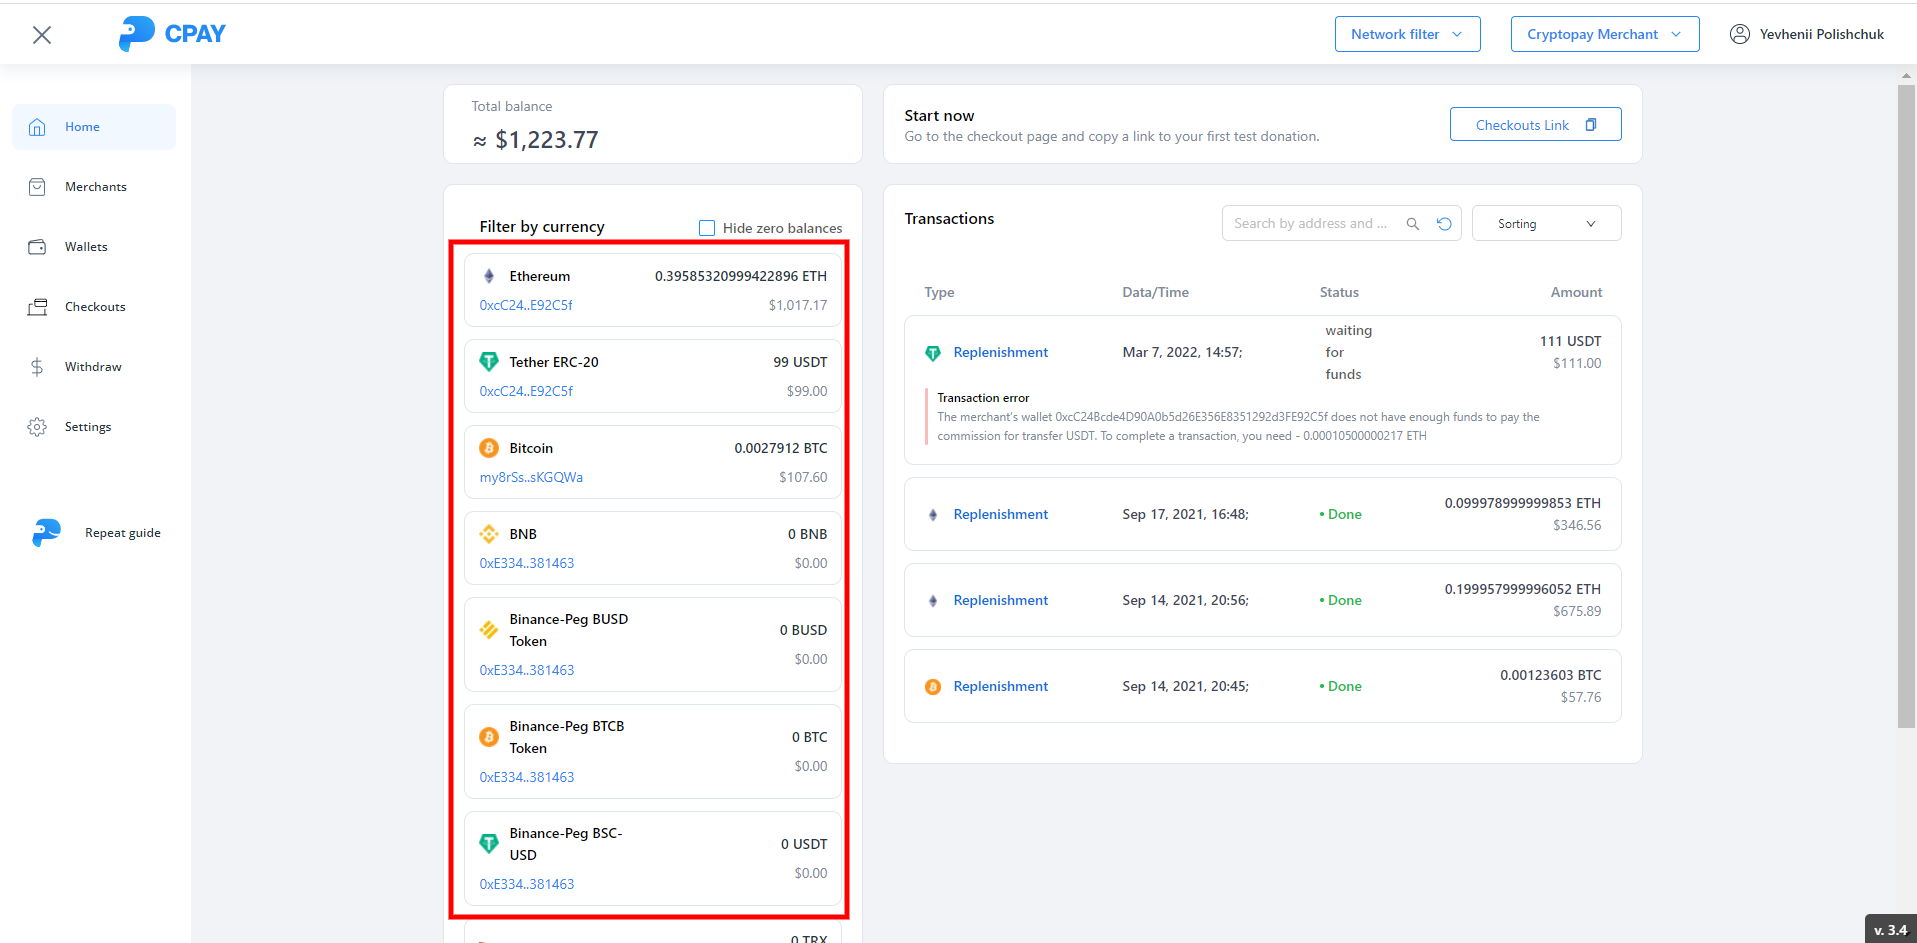 CPAY
Network filter
Cryptopay Merchant
Yevhenii Polishchuk
Home
Merchants
Wallets
Checkouts
Withdraw
Settings
Repeat guide
Total balance
≈ $1,223.77
Start now
Go to the checkout page and copy a link to your first test donation.
Checkouts Link
Filter by currency
Hide zero balances
Ethereum 0.39585320999422896 ETH
0xcC24..E92C5f $1,017.17
Tether ERC-20 99 USDT
0xcC24..E92C5f $99.00
Bitcoin 0.0027912 BTC
my8rSs..sKGQWa $107.60
BNB 0 BNB
0xE334..381463 $0.00
Binance-Peg BUSD
Token
0 BUSD
0xE334..381463 $0.00
Binance-Peg BTCB
Token
0 BTC
0xE334..381463 $0.00
Binance-Peg BSC-
USD
0 USDT
0xE334..381463 $0.00
0 TRX
Transactions
Search by address and ...
Sorting
Type Data/Time Status Amount
Replenishment Mar 7, 2022, 14:57;
waiting
for
funds
111 USDT
$111.00
Transaction error
The merchant's wallet 0xcC24Bcde4D90A0b5d26E356E8351292d3FE92C5f does not have enough funds to pay the
commission for transfer USDT. To complete a transaction, you need - 0.00010500000217 ETH
Replenishment Sep 17, 2021, 16:48; • Done 0.099978999999853 ETH
$346.56
Replenishment Sep 14, 2021, 20:56; • Done 0.199957999996052 ETH
$675.89
Replenishment Sep 14, 2021, 20:45; • Done 0.00123603 BTC
$57.76
v. 3.4